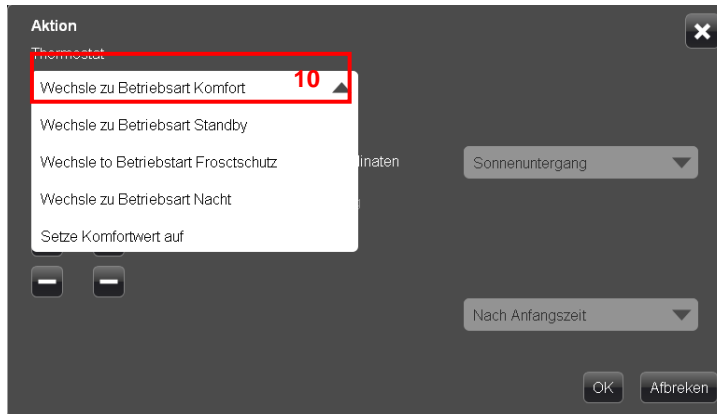 Aktion
Thermostat
Wechsle zu Betriebsart Komfort 10
Wechsle zu Betriebsart Standby
Wechsle to Betriebstart Frosctschutz
inaten
Sonnenuntergang
Wechsle zu Betriebsart Nacht
Setze Komfortwert auf
Nach Anfangszeit
OK Afbreken